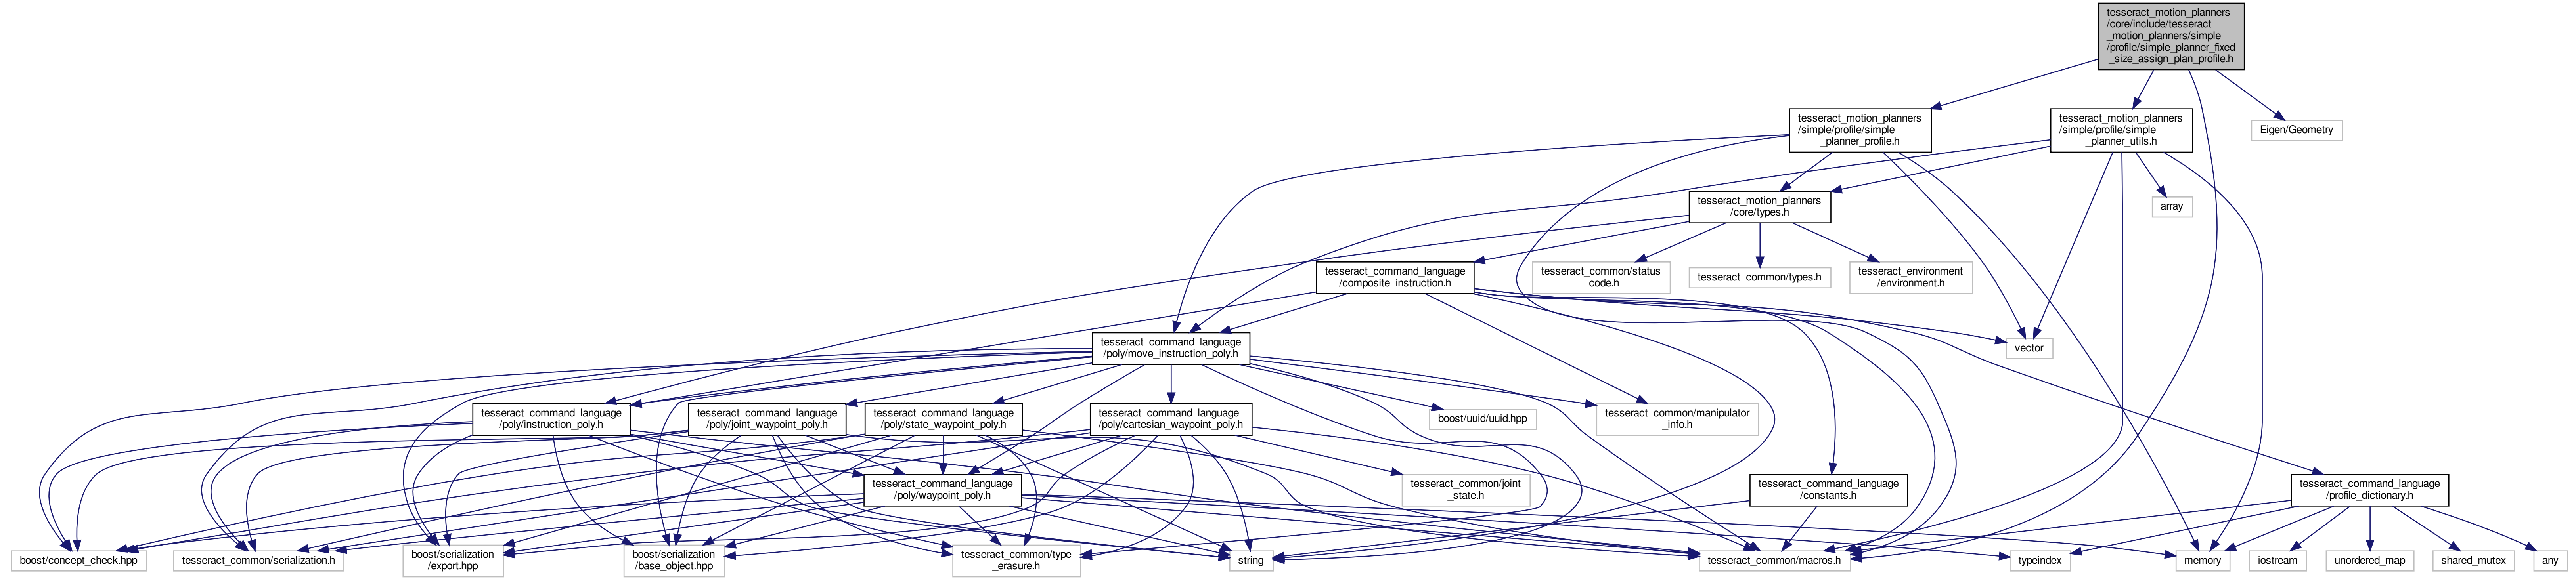 tesseract_motion_planners
/core/include/tesseract
_motion_planners/simple
/profile/simple_planner_fixed
_size_assign_plan_profile.h
tesseract_motion_planners
/simple/profile/simple
_planner_profile.h
tesseract_motion_planners
/simple/profile/simple
_planner_utils.h
Eigen/Geometry
tesseract_motion_planners
/core/types.h
array
tesseract_command_language
/composite_instruction.h
tesseract_common/status
_code.h
tesseract_common/types.h
tesseract_environment
/environment.h
tesseract_command_language
/poly/move_instruction_poly.h
vector
tesseract_command_language
/poly/instruction_poly.h
tesseract_command_language
/poly/joint_waypoint_poly.h
tesseract_command_language
/poly/state_waypoint_poly.h
tesseract_command_language
/poly/cartesian_waypoint_poly.h
boost/uuid/uuid.hpp
tesseract_common/manipulator
_info.h
tesseract_command_language
/poly/waypoint_poly.h
tesseract_common/joint
_state.h
tesseract_command_language
/constants.h
tesseract_command_language
/profile_dictionary.h
boost/concept_check.hpp
tesseract_common/serialization.h
boost/serialization
/export.hpp
boost/serialization
/base_object.hpp
tesseract_common/type
_erasure.h
string
tesseract_common/macros.h
typeindex
memory
iostream
unordered_map
shared_mutex
any